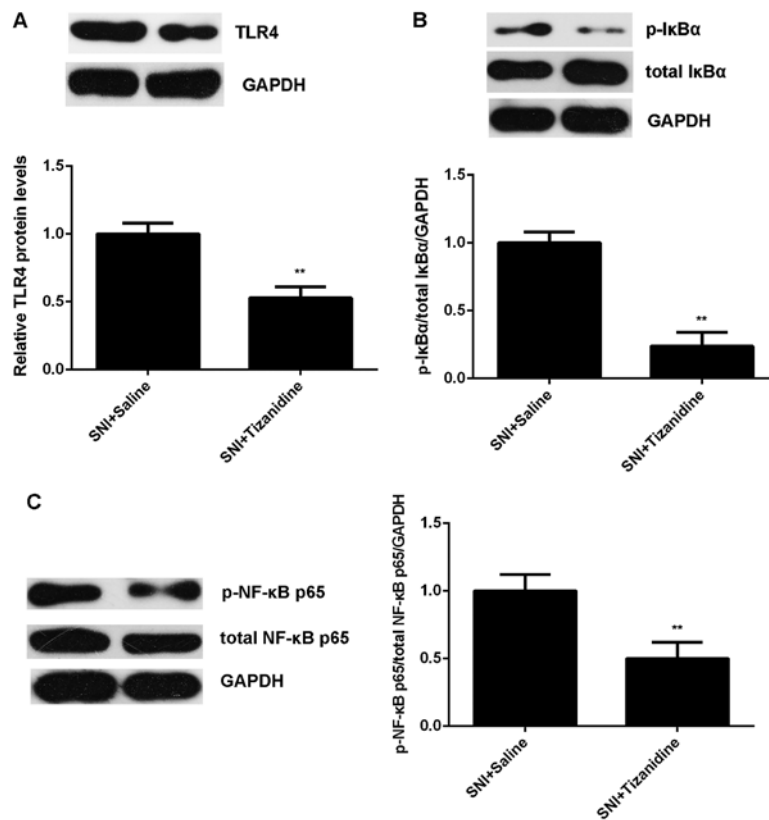 A
TLR4
GAPDH
Relative TLR4 protein levels
1.5
1.0
0.5
0.0
**
SNI+Saline
SNI+Tizanidine
B
p-IκBα
total IκBα
GAPDH
p-IκBα/total IκBα/GAPDH
1.5
1.0
0.5
0.0
**
SNI+Saline
SNI+Tizanidine
C
p-NF-κB p65
total NF-κB p65
GAPDH
p-NF-κB p65/total NF-κB p65/GAPDH
1.5
1.0
0.5
0.0
**
SNI+Saline
SNI+Tizanidine